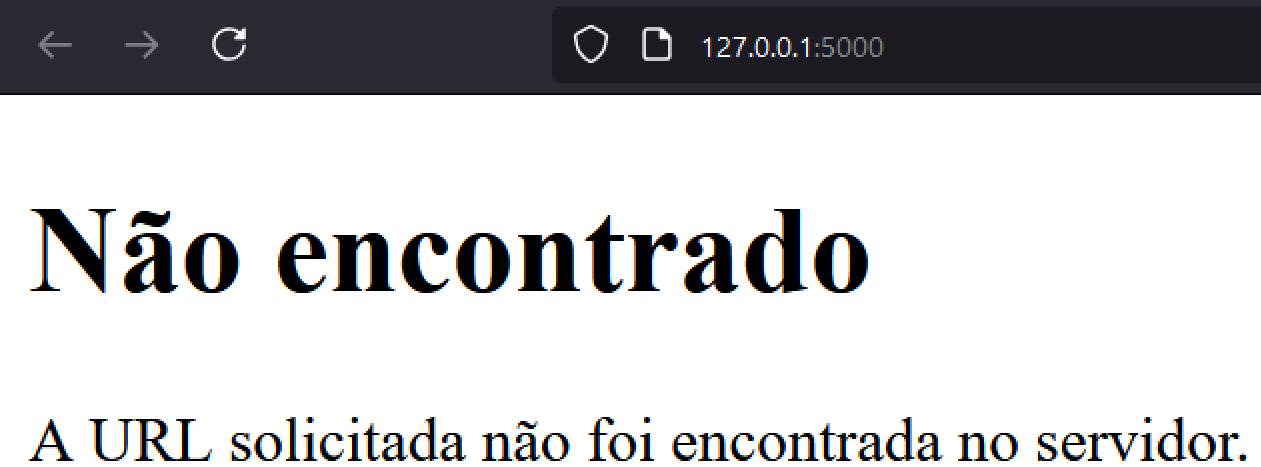 127.0.0.1:5000
Não encontrado
A URL solicitada não foi encontrada no servidor.